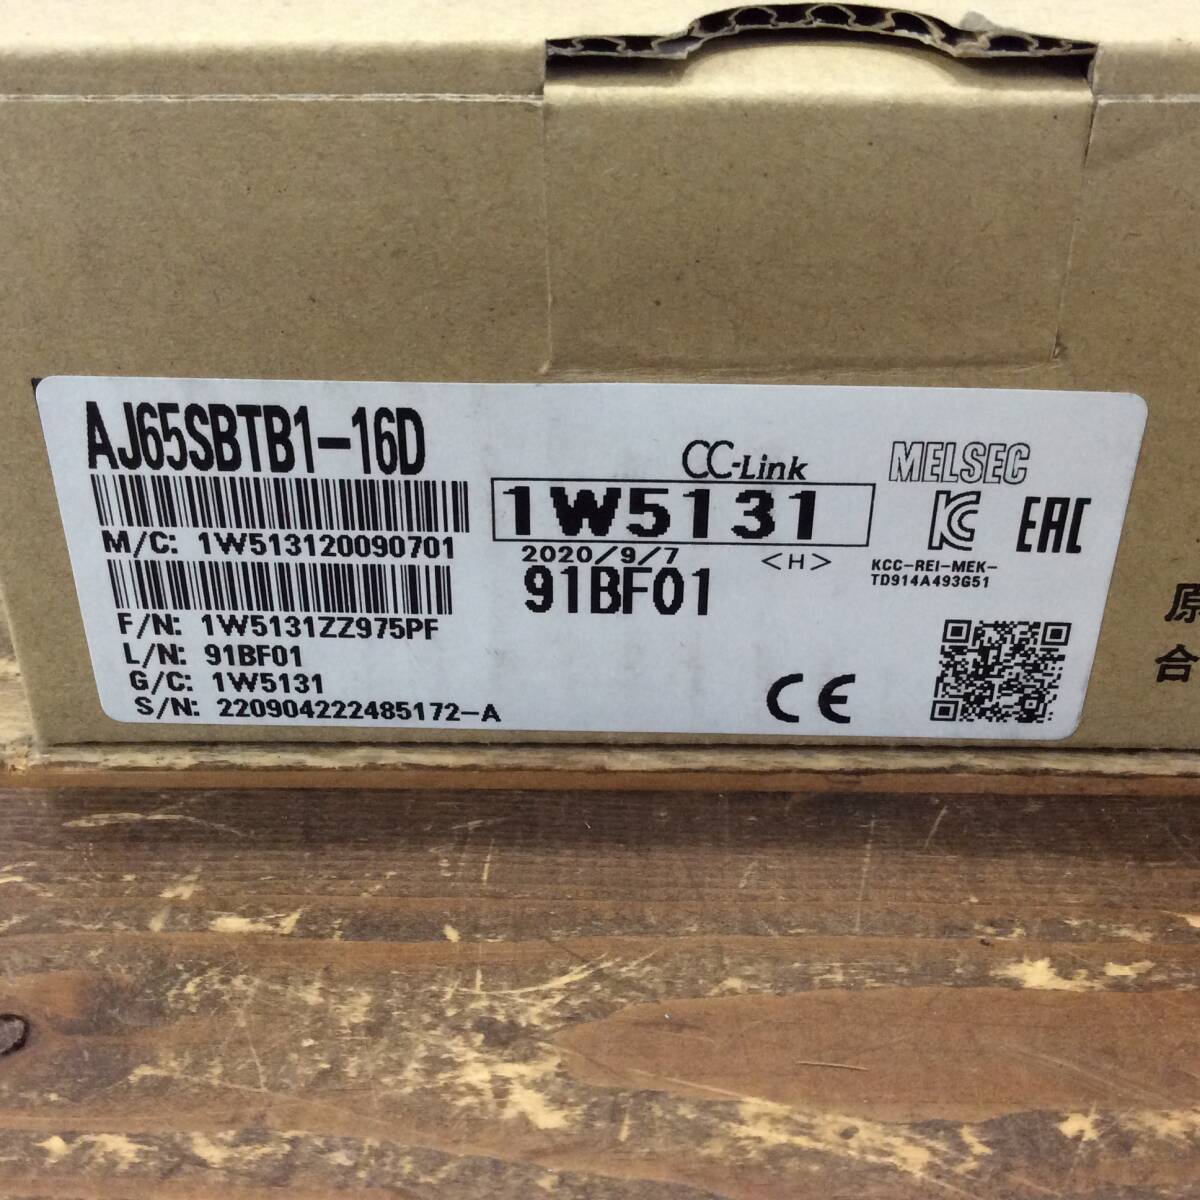 AJ65SBTB1-16D
CC-Link
MELSEC
1W5131
M/C: 1W513120090701
2020/9/7 <H>
KCC-REI-MEK-
TD914A493G51
EAC
91BF01
F/N: 1W5131ZZ975PF
L/N: 91BF01
G/C: 1W5131
S/N: 220904222485172-A
CE
原
合